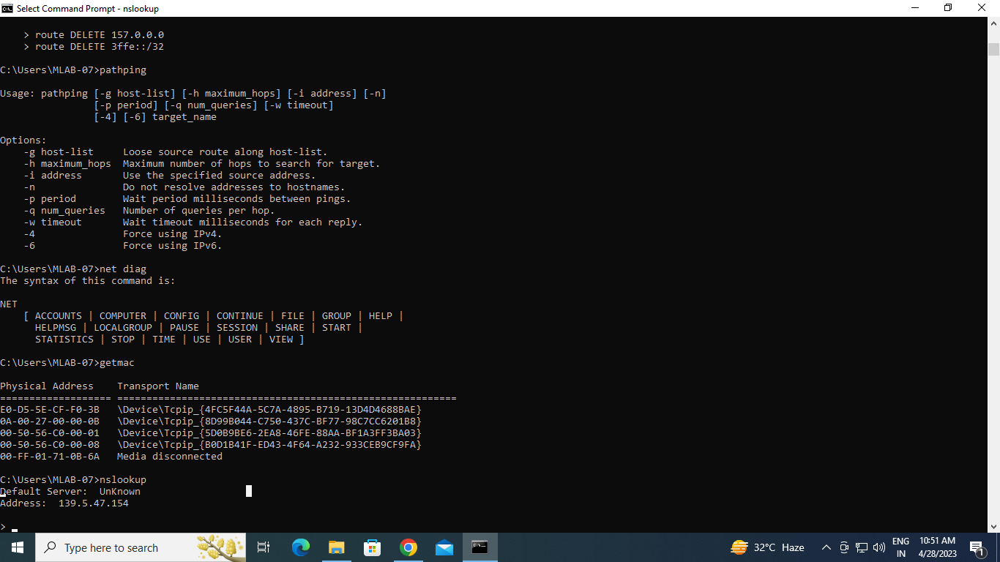 Select Command Prompt - nslookup
> route DELETE 157.0.0.0
> route DELETE 3ffe::/32
C:\Users\MLAB-07>pathping
Usage: pathping [-g host-list] [-h maximum_hops] [-i address] [-n]
[-p period] [-q num_queries] [-w timeout]
[-4] [-6] target_name
Options:
-g host-list     Loose source route along host-list.
-h maximum_hops  Maximum number of hops to search for target.
-i address       Use the specified source address.
-n               Do not resolve addresses to hostnames.
-p period        Wait period milliseconds between pings.
-q num_queries   Number of queries per hop.
-w timeout       Wait timeout milliseconds for each reply.
-4               Force using IPv4.
-6               Force using IPv6.
C:\Users\MLAB-07>net diag
The syntax of this command is:
NET
[ ACCOUNTS | COMPUTER | CONFIG | CONTINUE | FILE | GROUP | HELP |
HELPMSG | LOCALGROUP | PAUSE | SESSION | SHARE | START |
STATISTICS | STOP | TIME | USE | USER | VIEW ]
C:\Users\MLAB-07>getmac
Physical Address    Transport Name
=================== ==========================================================
E0-D5-5E-CF-F0-3B   \Device\Tcpip_{4FC5F44A-5C7A-4895-B719-13D4D4688BAE}
0A-00-27-00-00-0B   \Device\Tcpip_{8D99B044-C750-437C-BF77-98C7CC6201B8}
00-50-56-C0-00-01   \Device\Tcpip_{5D0B9BE6-2EA8-46FE-88AA-BF1A3FF3BA03}
00-50-56-C0-00-08   \Device\Tcpip_{B0D1B41F-ED43-4F64-A232-933CEB9CF9FA}
00-FF-01-71-0B-6A   Media disconnected
C:\Users\MLAB-07>nslookup
Default Server:  UnKnown
Address:  139.5.47.154
>
Type here to search
32°C Haze
ENG
IN
10:51 AM
4/28/2023
1